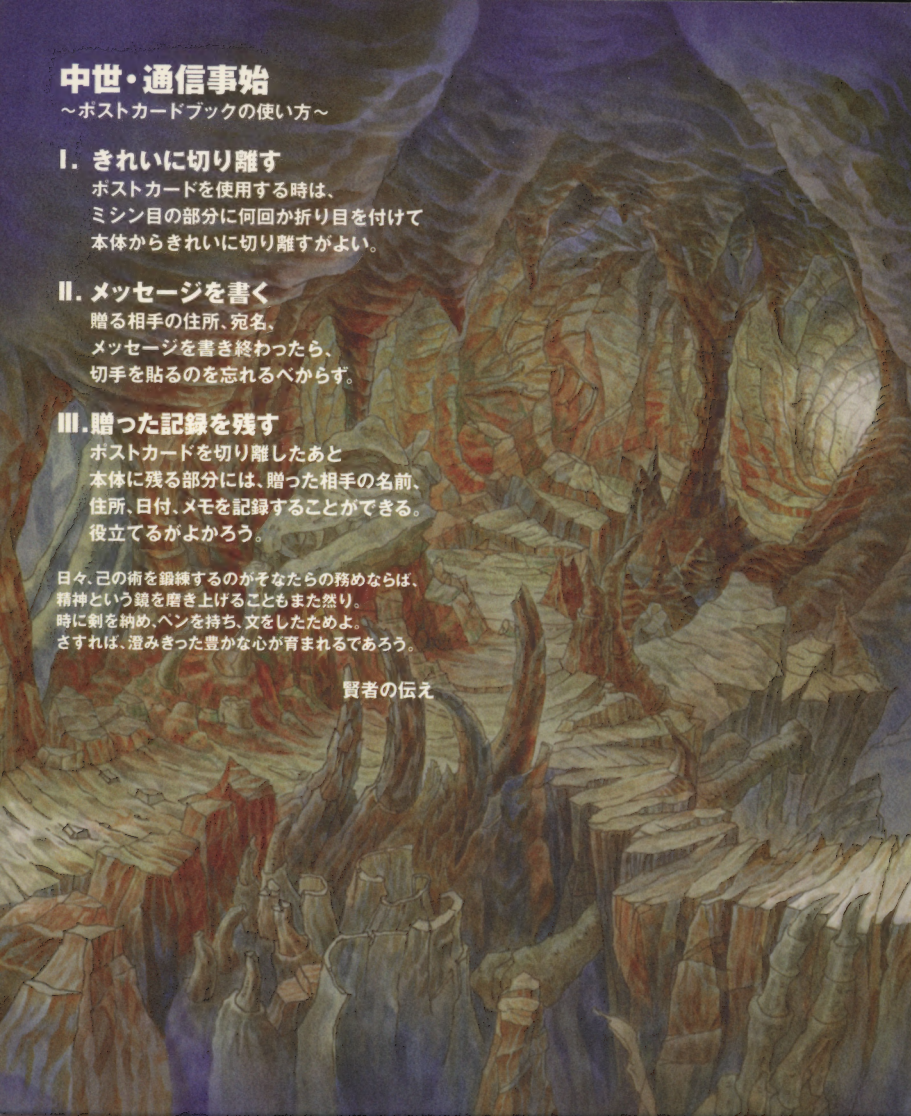 中世・通信事始
～ポストカードブックの使い方～
Ⅰ. きれいに切り離す
ポストカードを使用する時は、
ミシン目の部分に何回か折り目を付けて
本体からきれいに切り離すがよい。
Ⅱ. メッセージを書く
贈る相手の住所、宛名、
メッセージを書き終わったら、
切手を貼るのを忘れるべからず。
Ⅲ. 贈った記録を残す
ポストカードを切り離したあと
本体に残る部分には、贈った相手の名前、
住所、日付、メモを記録することができる。
役立てるがよかろう。
日々、己の術を鍛練するのがそなたらの務めならば、
精神という鏡を磨き上げることもまた然り。
時に剣を納め、ペンを持ち、文をしたためよ。
さすれば、澄みきった豊かな心が育まれるであろう。
賢者の伝え